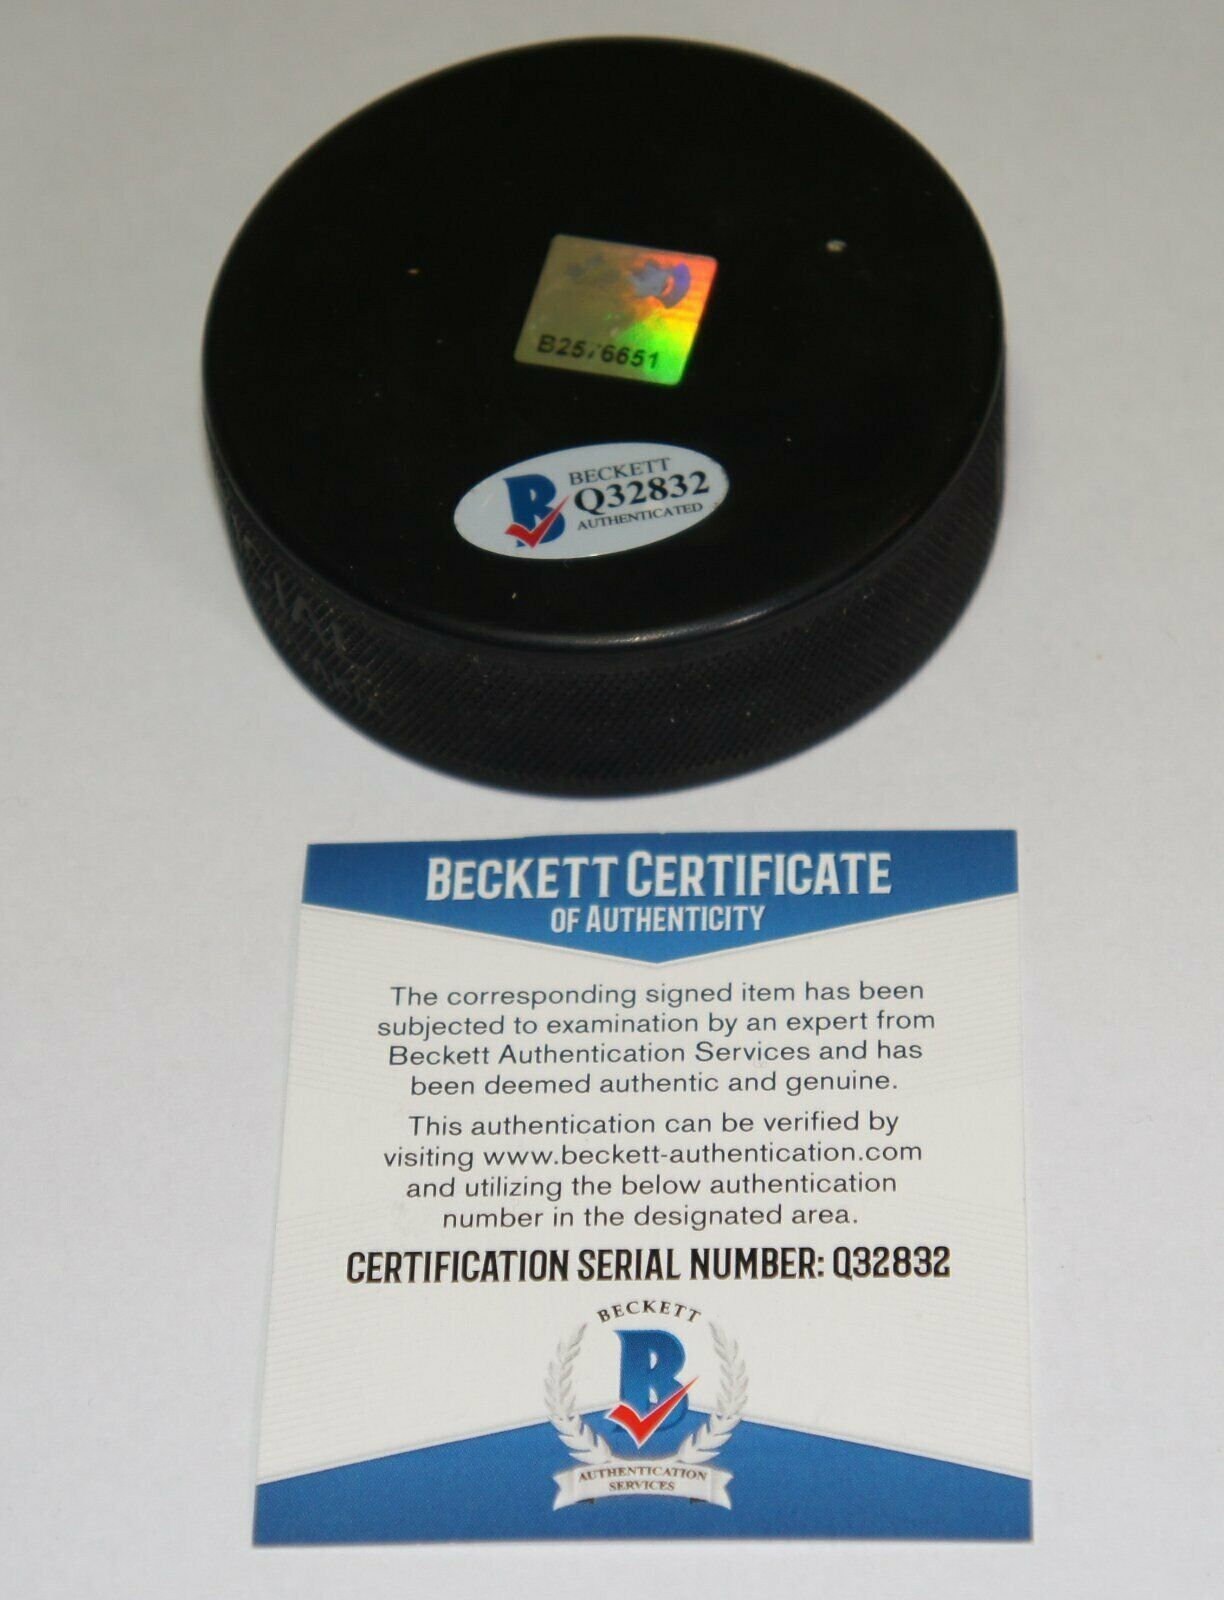 B2576651
BECKETT
Q32832
AUTHENTICATED
BECKETT CERTIFICATE
OF AUTHENTICITY
The corresponding signed item has been
subjected to examination by an expert from
Beckett Authentication Services and has
been deemed authentic and genuine.
This authentication can be verified by
visiting www.beckett-authentication.com
and utilizing the below authentication
number in the designated area.
CERTIFICATION SERIAL NUMBER: Q32832
BECKETT
B
AUTHENTICATION
SERVICES